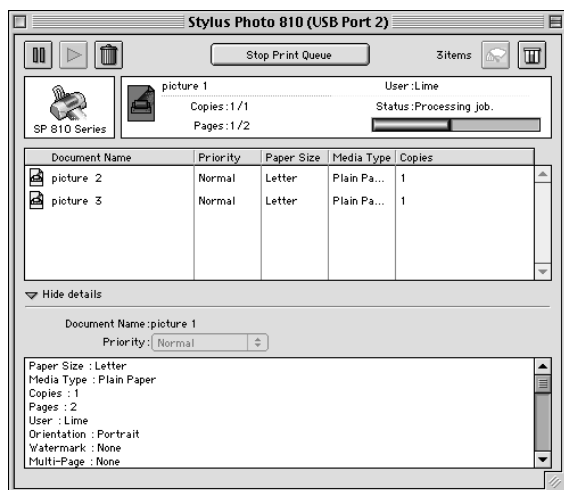 Stylus Photo 810 (USB Port 2)
Stop Print Queue
3items
SP 810 Series
picture 1
User :Lime
Copies:1/1
Status:Processing job.
Pages:1/2
Document Name Priority Paper Size Media Type Copies
picture 2 Normal Letter Plain Pa... 1
picture 3 Normal Letter Plain Pa... 1
Hide details
Document Name:picture 1
Priority: Normal
Paper Size : Letter
Media Type : Plain Paper
Copies : 1
Pages : 2
User : Lime
Orientation : Portrait
Watermark : None
Multi-Page : None